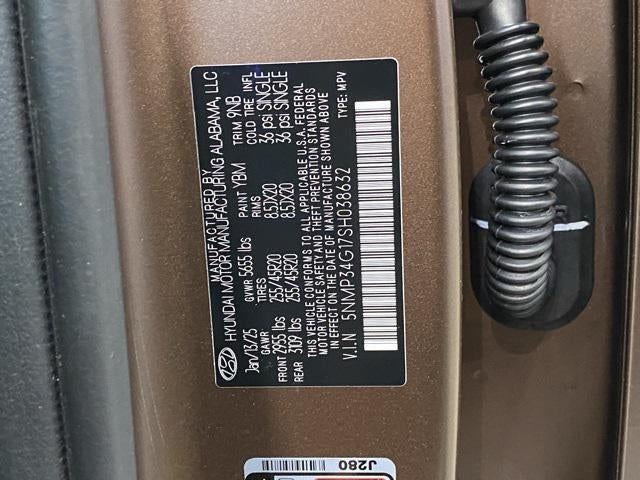 MANUFACTURED BY
HYUNDAI MOTOR MANUFACTURING ALABAMA, LLC
Jan/13/25 GVWR 5655 lbs PAINT YBM TRIM 9NB
GAWR TIRES RIMS COLD TIRE INFL
FRONT 2955 lbs 255/45R20 8.5JX20 36 psi SINGLE
REAR 3109 lbs 255/45R20 8.5JX20 36 psi SINGLE
THIS VEHICLE CONFORMS TO ALL APPLICABLE U.S.A. FEDERAL
MOTOR VEHICLE SAFETY AND THEFT PREVENTION STANDARDS
IN EFFECT ON THE DATE OF MANUFACTURE SHOWN ABOVE
V.I.N 5NMP34G17SH038632 TYPE: MPV
J280